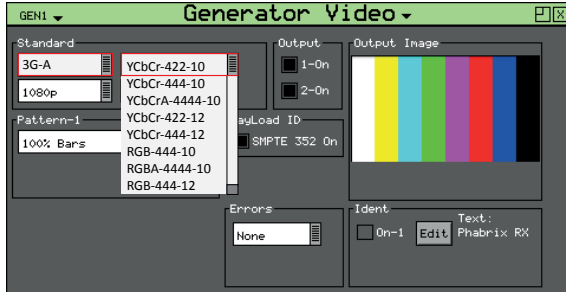 GEN1
Generator Video
Standard
3G-A
1080p
YCbCr-422-10
YCbCr-444-10
YCbCrA-4444-10
YCbCr-422-12
YCbCr-444-12
RGB-444-10
RGBA-4444-10
RGB-444-12
Output
1-On
2-On
Output Image
Pattern-1
100% Bars
ayLoad ID
SMPTE 352 On
Errors
None
Ident
On-1
Edit
Text:
Phabrix RX